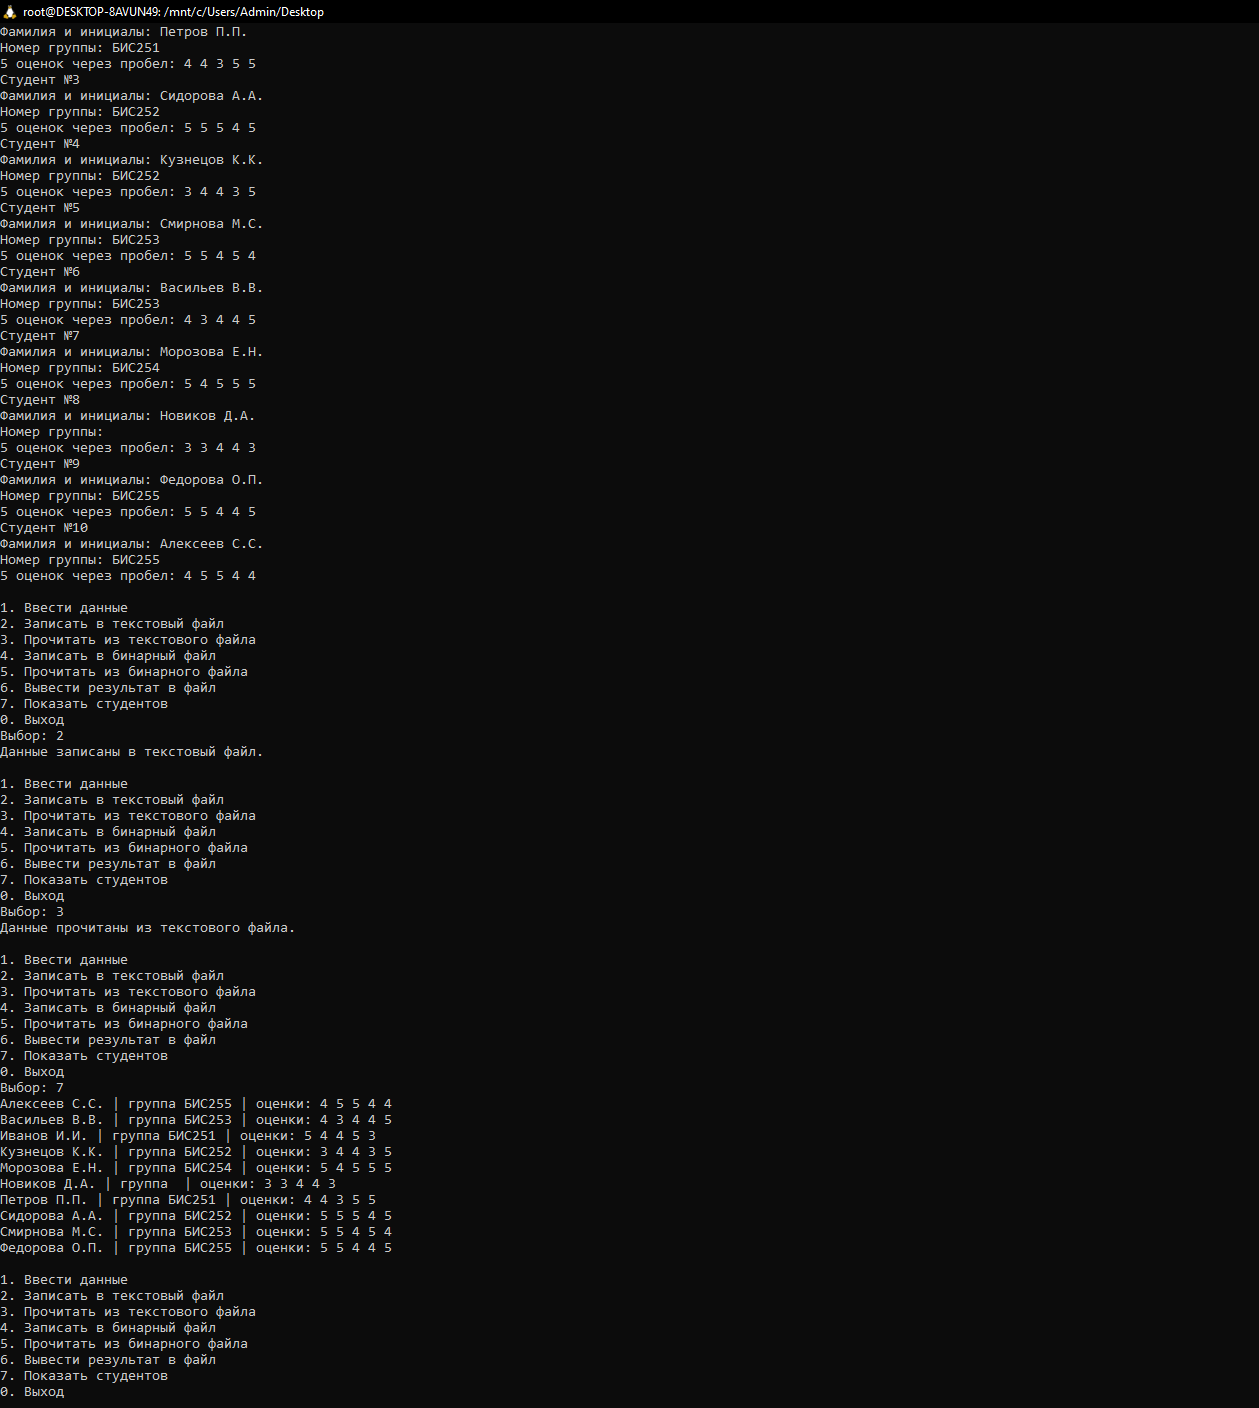 root@DESKTOP-8AVUN49: /mnt/c/Users/Admin/Desktop
Фамилия и инициалы: Петров П.П.
Номер группы: БИС251
5 оценок через пробел: 4 4 3 5 5
Студент №3
Фамилия и инициалы: Сидорова А.А.
Номер группы: БИС252
5 оценок через пробел: 5 5 5 4 5
Студент №4
Фамилия и инициалы: Кузнецов К.К.
Номер группы: БИС252
5 оценок через пробел: 3 4 4 3 5
Студент №5
Фамилия и инициалы: Смирнова М.С.
Номер группы: БИС253
5 оценок через пробел: 5 5 4 5 4
Студент №6
Фамилия и инициалы: Васильев В.В.
Номер группы: БИС253
5 оценок через пробел: 4 3 4 4 5
Студент №7
Фамилия и инициалы: Морозова Е.Н.
Номер группы: БИС254
5 оценок через пробел: 5 4 5 5 5
Студент №8
Фамилия и инициалы: Новиков Д.А.
Номер группы:
5 оценок через пробел: 3 3 4 4 3
Студент №9
Фамилия и инициалы: Федорова О.П.
Номер группы: БИС255
5 оценок через пробел: 5 5 4 4 5
Студент №10
Фамилия и инициалы: Алексеев С.С.
Номер группы: БИС255
5 оценок через пробел: 4 5 5 4 4
1. Ввести данные
2. Записать в текстовый файл
3. Прочитать из текстового файла
4. Записать в бинарный файл
5. Прочитать из бинарного файла
6. Вывести результат в файл
7. Показать студентов
0. Выход
Выбор: 2
Данные записаны в текстовый файл.
1. Ввести данные
2. Записать в текстовый файл
3. Прочитать из текстового файла
4. Записать в бинарный файл
5. Прочитать из бинарного файла
6. Вывести результат в файл
7. Показать студентов
0. Выход
Выбор: 3
Данные прочитаны из текстового файла.
1. Ввести данные
2. Записать в текстовый файл
3. Прочитать из текстового файла
4. Записать в бинарный файл
5. Прочитать из бинарного файла
6. Вывести результат в файл
7. Показать студентов
0. Выход
Выбор: 7
Алексеев С.С. | группа БИС255 | оценки: 4 5 5 4 4
Васильев В.В. | группа БИС253 | оценки: 4 3 4 4 5
Иванов И.И. | группа БИС251 | оценки: 5 4 4 5 3
Кузнецов К.К. | группа БИС252 | оценки: 3 4 4 3 5
Морозова Е.Н. | группа БИС254 | оценки: 5 4 5 5 5
Новиков Д.А. | группа  | оценки: 3 3 4 4 3
Петров П.П. | группа БИС251 | оценки: 4 4 3 5 5
Сидорова А.А. | группа БИС252 | оценки: 5 5 5 4 5
Смирнова М.С. | группа БИС253 | оценки: 5 5 4 5 4
Федорова О.П. | группа БИС255 | оценки: 5 5 4 4 5
1. Ввести данные
2. Записать в текстовый файл
3. Прочитать из текстового файла
4. Записать в бинарный файл
5. Прочитать из бинарного файла
6. Вывести результат в файл
7. Показать студентов
0. Выход